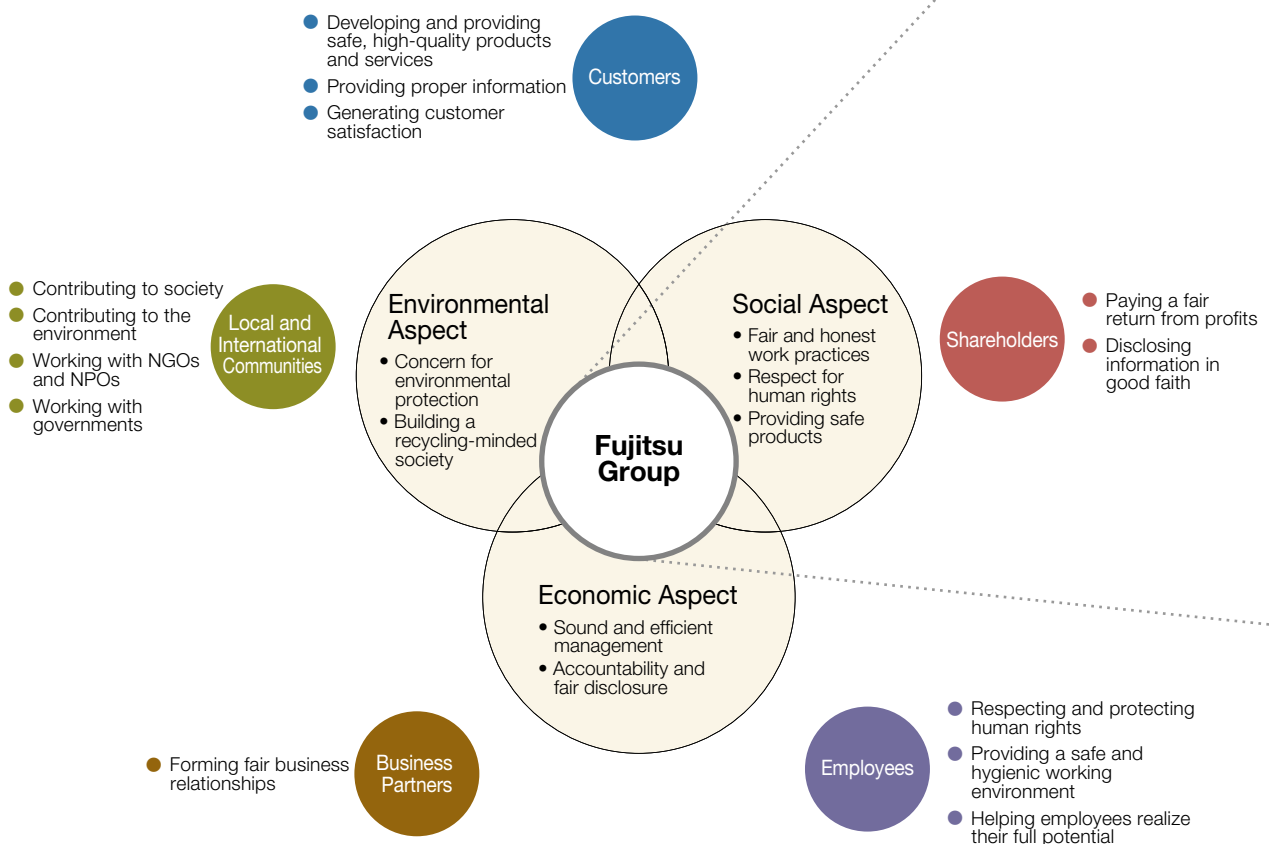 Developing and providing
safe, high-quality products
and services
Providing proper information
Generating customer
satisfaction
Customers
Contributing to society
Contributing to the
environment
Working with NGOs
and NPOs
Working with
governments
Local and
International
Communities
Environmental
Aspect
Concern for
environmental
protection
Building a
recycling-minded
society
Social Aspect
Fair and honest
work practices
Respect for
human rights
Providing safe
products
Shareholders
Paying a fair
return from profits
Disclosing
information in
good faith
Fujitsu
Group
Economic Aspect
Sound and efficient
management
Accountability and
fair disclosure
Forming fair business
relationships
Business
Partners
Employees
Respecting and protecting
human rights
Providing a safe and
hygienic working
environment
Helping employees realize
their full potential